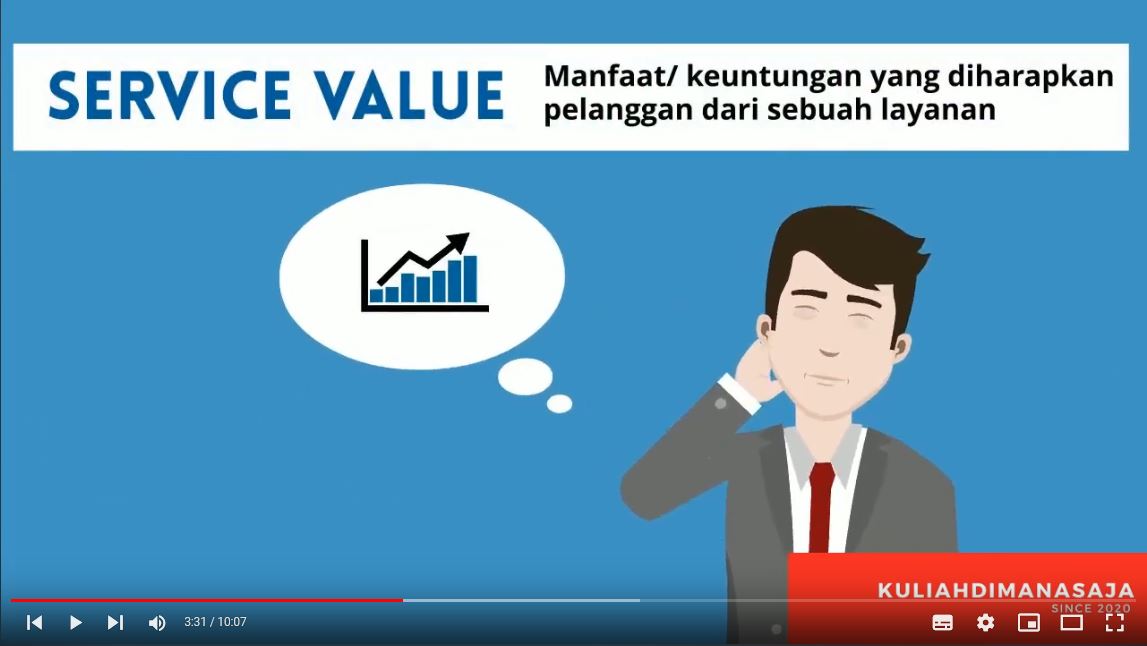 SERVICE VALUE
Manfaat/ keuntungan yang diharapkan
pelanggan dari sebuah layanan
KULIAHDIMANASAJA
SINCE 2020
3:31 / 10:07